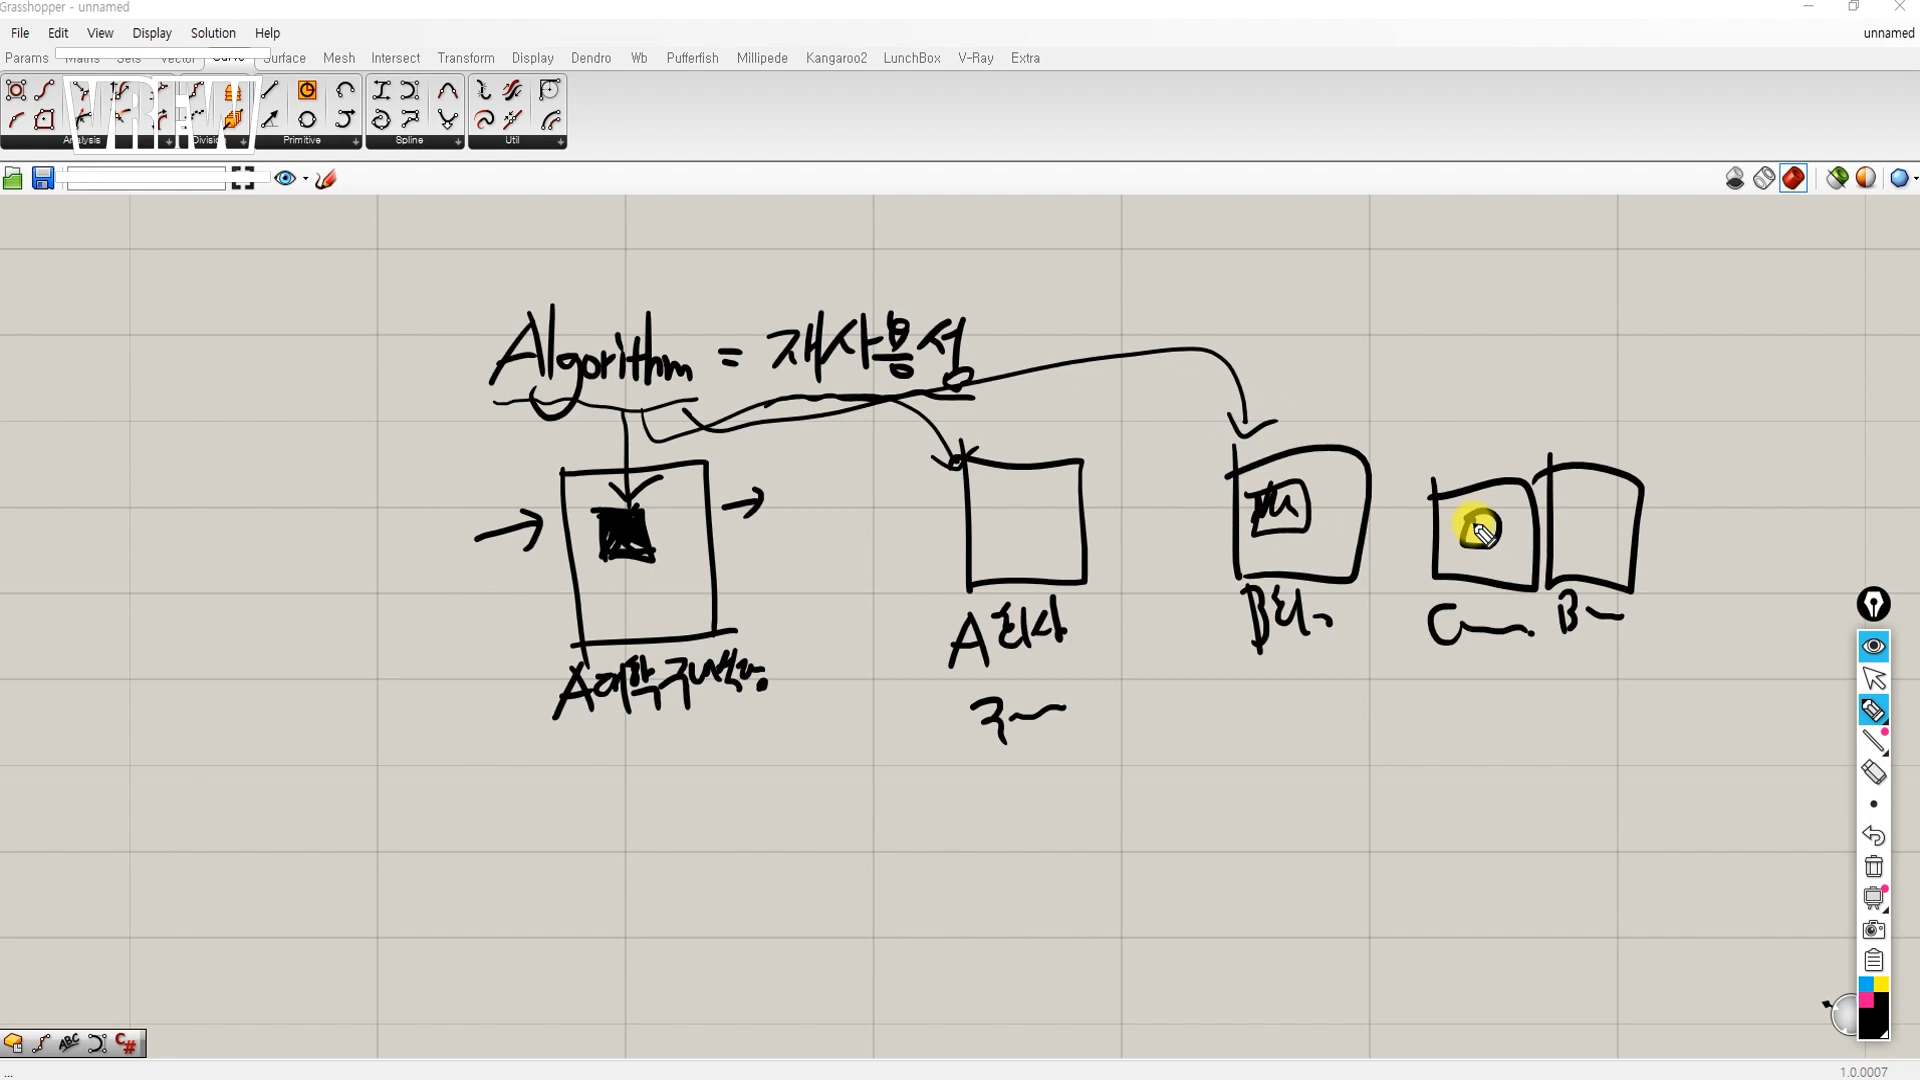 Grasshopper - unnamed
File Edit View Display Solution Help
unnamed
Params Maths Sets Vector Curve Surface Mesh Intersect Transform Display Dendro Wb Pufferfish Millipede Kangaroo2 LunchBox V-Ray Extra
VREW
Analysis Division Primitive Spline Util
Algorithm = 재사용성
A회사
B회사
C
B
ABC
C#
...
1.0.0007